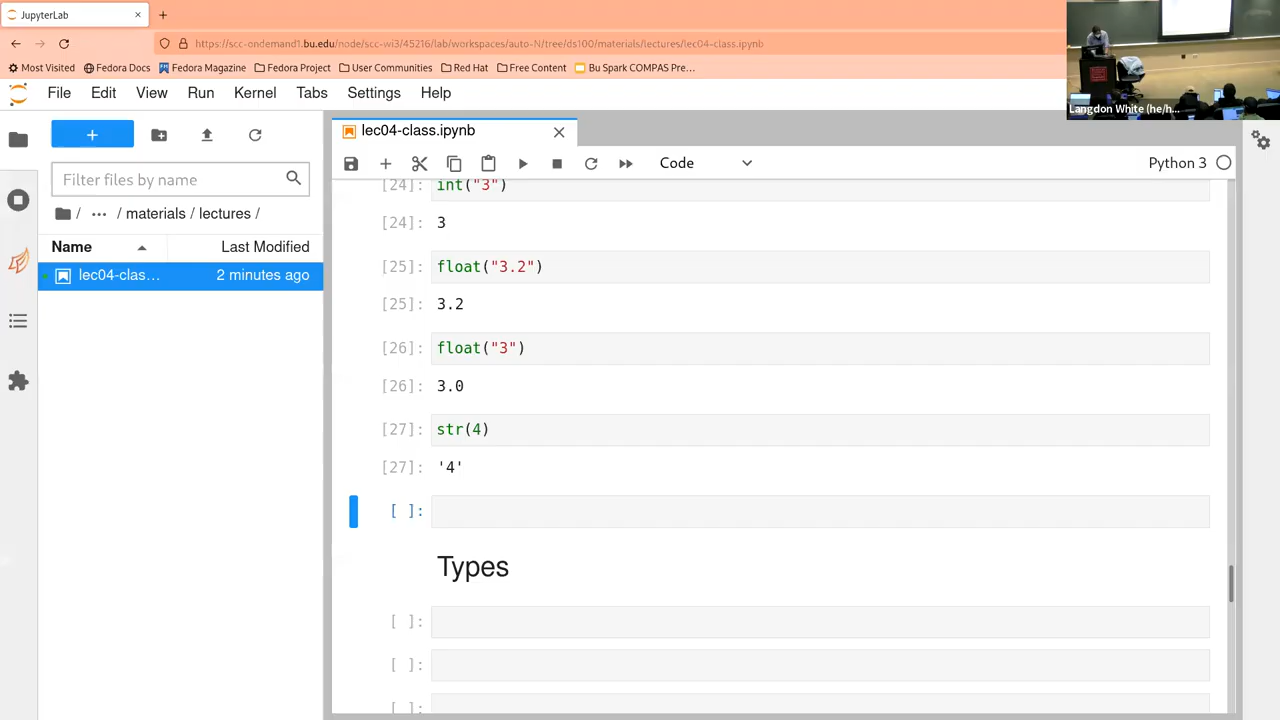 JupyterLab
https://scc-ondemand1.bu.edu/node/scc-wi3/45216/lab/workspaces/auto-N/tree/ds100/materials/lectures/lec04-class.ipynb
Most Visited Fedora Docs Fedora Magazine Fedora Project User Communities Red Hat Free Content Bu Spark COMPAS Pre…
Langdon White (he/h...
File Edit View Run Kernel Tabs Settings Help
lec04-class.ipynb
Code
Python 3
Filter files by name
/ ··· / materials / lectures /
Name Last Modified
lec04-clas… 2 minutes ago
[24]: int("3")
[24]: 3
[25]: float("3.2")
[25]: 3.2
[26]: float("3")
[26]: 3.0
[27]: str(4)
[27]: '4'
[ ]:
Types
[ ]:
[ ]:
[ ]: